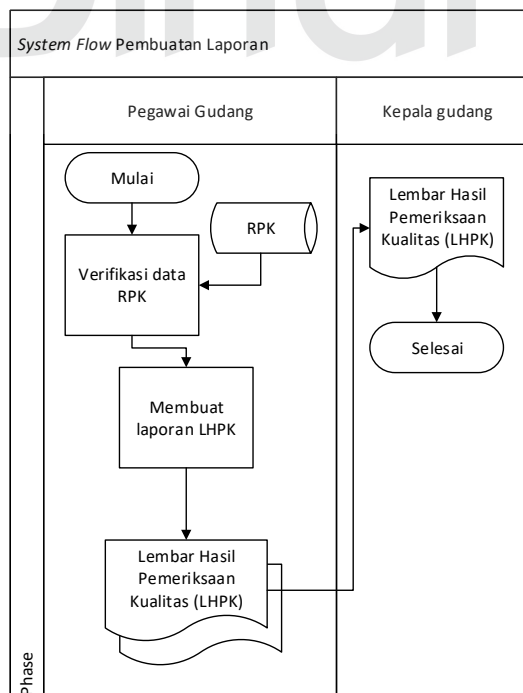 System Flow Pembuatan Laporan
Pegawai Gudang
Kepala gudang
Mulai
RPK
Verifikasi data
RPK
Membuat
laporan LHPK
Lembar Hasil
Pemeriksaan
Kualitas (LHPK)
Lembar Hasil
Pemeriksaan
Kualitas (LHPK)
Selesai
Phase